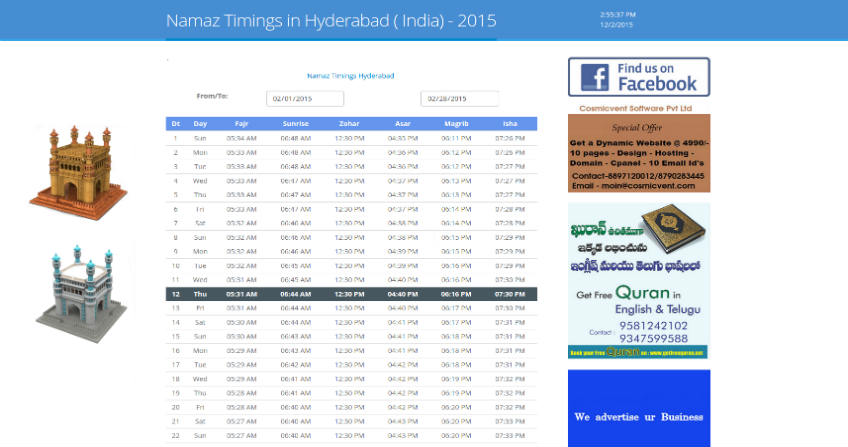 Namaz Timings in Hyderabad ( India) - 2015
2:55:37 PM
12/2/2015
Namaz Timings Hyderabad
From/To: 02/01/2015 02/28/2015
Dt Day Fajr Sunrise Zohar Asar Magrib Isha
1 Sun 05:34 AM 06:48 AM 12:30 PM 04:35 PM 06:11 PM 07:26 PM
2 Mon 05:33 AM 06:48 AM 12:30 PM 04:36 PM 06:12 PM 07:26 PM
3 Tue 05:33 AM 06:48 AM 12:30 PM 04:36 PM 06:12 PM 07:27 PM
4 Wed 05:33 AM 06:47 AM 12:30 PM 04:37 PM 06:13 PM 07:27 PM
5 Thu 05:33 AM 06:47 AM 12:30 PM 04:37 PM 06:13 PM 07:27 PM
6 Fri 05:33 AM 06:47 AM 12:30 PM 04:37 PM 06:14 PM 07:28 PM
7 Sat 05:32 AM 06:46 AM 12:30 PM 04:38 PM 06:14 PM 07:28 PM
8 Sun 05:32 AM 06:46 AM 12:30 PM 04:38 PM 06:15 PM 07:29 PM
9 Mon 05:32 AM 06:46 AM 12:30 PM 04:39 PM 06:15 PM 07:29 PM
10 Tue 05:32 AM 06:45 AM 12:30 PM 04:39 PM 06:16 PM 07:29 PM
11 Wed 05:31 AM 06:45 AM 12:30 PM 04:40 PM 06:16 PM 07:30 PM
12 Thu 05:31 AM 06:44 AM 12:30 PM 04:40 PM 06:16 PM 07:30 PM
13 Fri 05:31 AM 06:44 AM 12:30 PM 04:40 PM 06:17 PM 07:30 PM
14 Sat 05:30 AM 06:44 AM 12:30 PM 04:41 PM 06:17 PM 07:31 PM
15 Sun 05:30 AM 06:43 AM 12:30 PM 04:41 PM 06:18 PM 07:31 PM
16 Mon 05:29 AM 06:43 AM 12:30 PM 04:41 PM 06:18 PM 07:31 PM
17 Tue 05:29 AM 06:42 AM 12:30 PM 04:42 PM 06:18 PM 07:31 PM
18 Wed 05:29 AM 06:42 AM 12:30 PM 04:42 PM 06:19 PM 07:32 PM
19 Thu 05:28 AM 06:41 AM 12:30 PM 04:42 PM 06:19 PM 07:32 PM
20 Fri 05:28 AM 06:40 AM 12:30 PM 04:42 PM 06:20 PM 07:32 PM
21 Sat 05:27 AM 06:40 AM 12:30 PM 04:43 PM 06:20 PM 07:33 PM
22 Sun 05:27 AM 06:40 AM 12:30 PM 04:43 PM 06:20 PM 07:33 PM
Find us on
Facebook
Cosmicvent Software Pvt Ltd
Special Offer
Get a Dynamic Website @ 4990/-
10 pages - Design - Hosting -
Domain - Cpanel - 10 Email Id's
Contact-8897120012/8790283445
Email - moin@cosmicvent.com
ఖురాన్ ఉచితముగా
ఇక్కడ లభించును
ఇంగ్లీష్ మరియు తెలుగు భాషలలో
Get Free Quran in
English & Telugu
Contact : 9581242102
9347599588
Book your free Quran on : www.getfreequran.net
We advertise ur Business